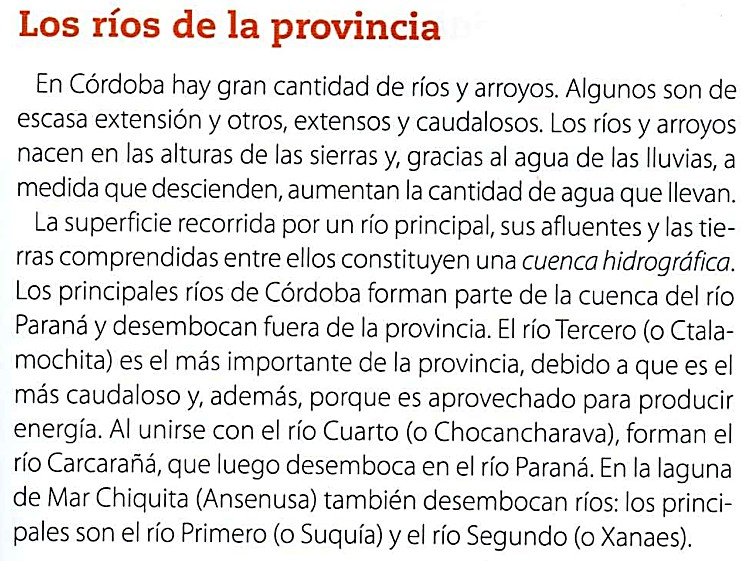 Los ríos de la provincia
En Córdoba hay gran cantidad de ríos y arroyos. Algunos son de
escasa extensión y otros, extensos y caudalosos. Los ríos y arroyos
nacen en las alturas de las sierras y, gracias al agua de las lluvias, a
medida que descienden, aumentan la cantidad de agua que llevan.
La superficie recorrida por un río principal, sus afluentes y las tie-
rras comprendidas entre ellos constituyen una cuenca hidrográfica.
Los principales ríos de Córdoba forman parte de la cuenca del río
Paraná y desembocan fuera de la provincia. El río Tercero (o Ctala-
mochita) es el más importante de la provincia, debido a que es el
más caudaloso y, además, porque es aprovechado para producir
energía. Al unirse con el río Cuarto (o Chocancharava), forman el
río Carcarañá, que luego desemboca en el río Paraná. En la laguna
de Mar Chiquita (Ansenusa) también desembocan ríos: los princi-
pales son el río Primero (o Suquía) y el río Segundo (o Xanaes).